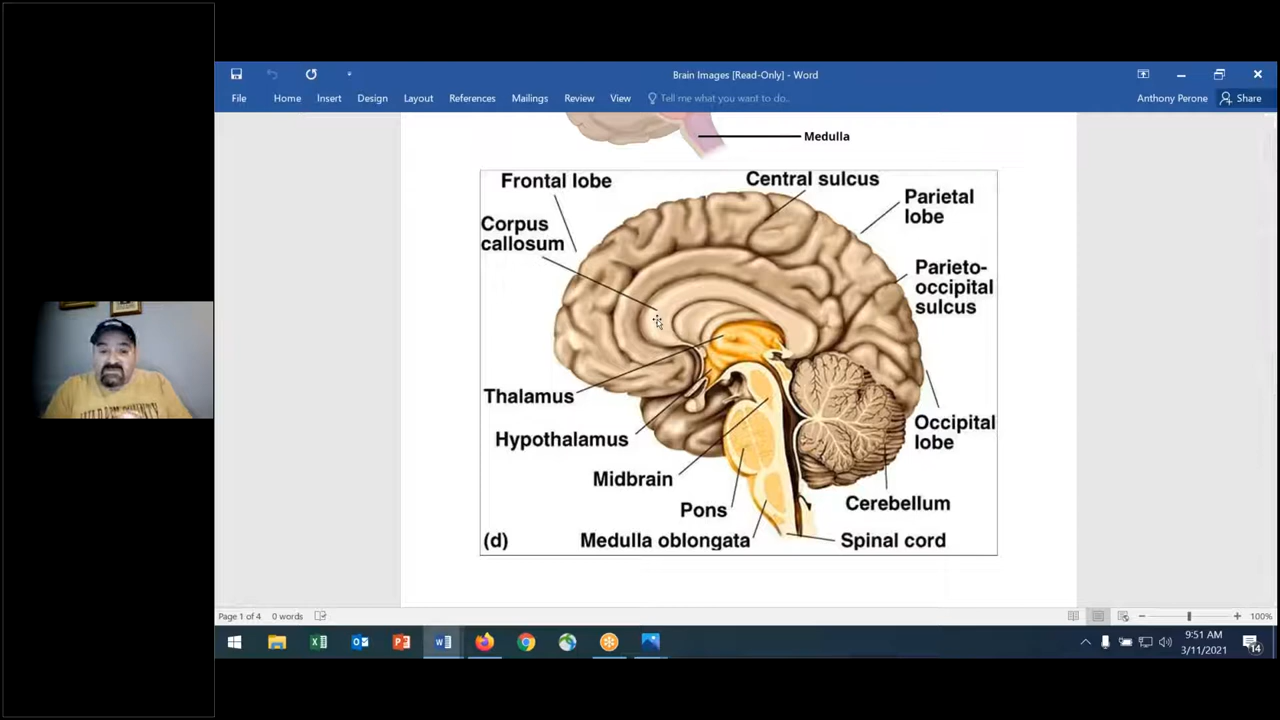 Brain Images [Read-Only] - Word
File Home Insert Design Layout References Mailings Review View Tell me what you want to do.. Anthony Perone Share
Medulla
Frontal lobe
Central sulcus
Parietal
lobe
Corpus
callosum
Parieto-
occipital
sulcus
Thalamus
Hypothalamus
Occipital
lobe
Midbrain
Pons
Cerebellum
(d)
Medulla oblongata
Spinal cord
Page 1 of 4 0 words
100%
9:51 AM
3/11/2021
14